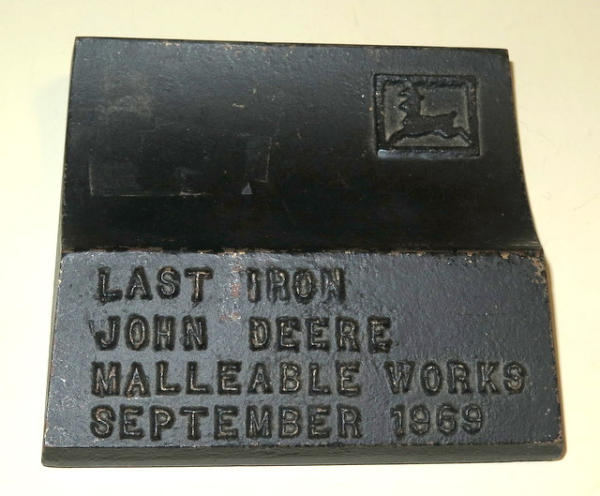 LAST IRON
JOHN DEERE
MALLEABLE WORKS
SEPTEMBER 1969